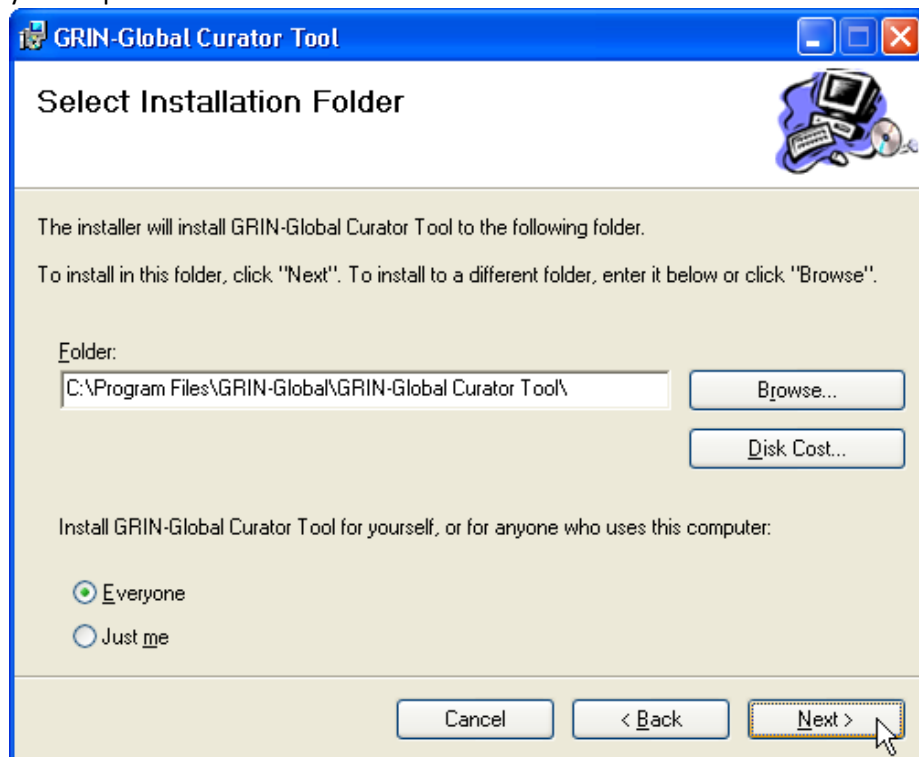 GRIN-Global Curator Tool
Select Installation Folder
The installer will install GRIN-Global Curator Tool to the following folder.
To install in this folder, click "Next". To install to a different folder, enter it below or click "Browse".
Folder:
C:\Program Files\GRIN-Global\GRIN-Global Curator Tool\
Browse...
Disk Cost...
Install GRIN-Global Curator Tool for yourself, or for anyone who uses this computer:
Everyone
Just me
Cancel
< Back
Next >